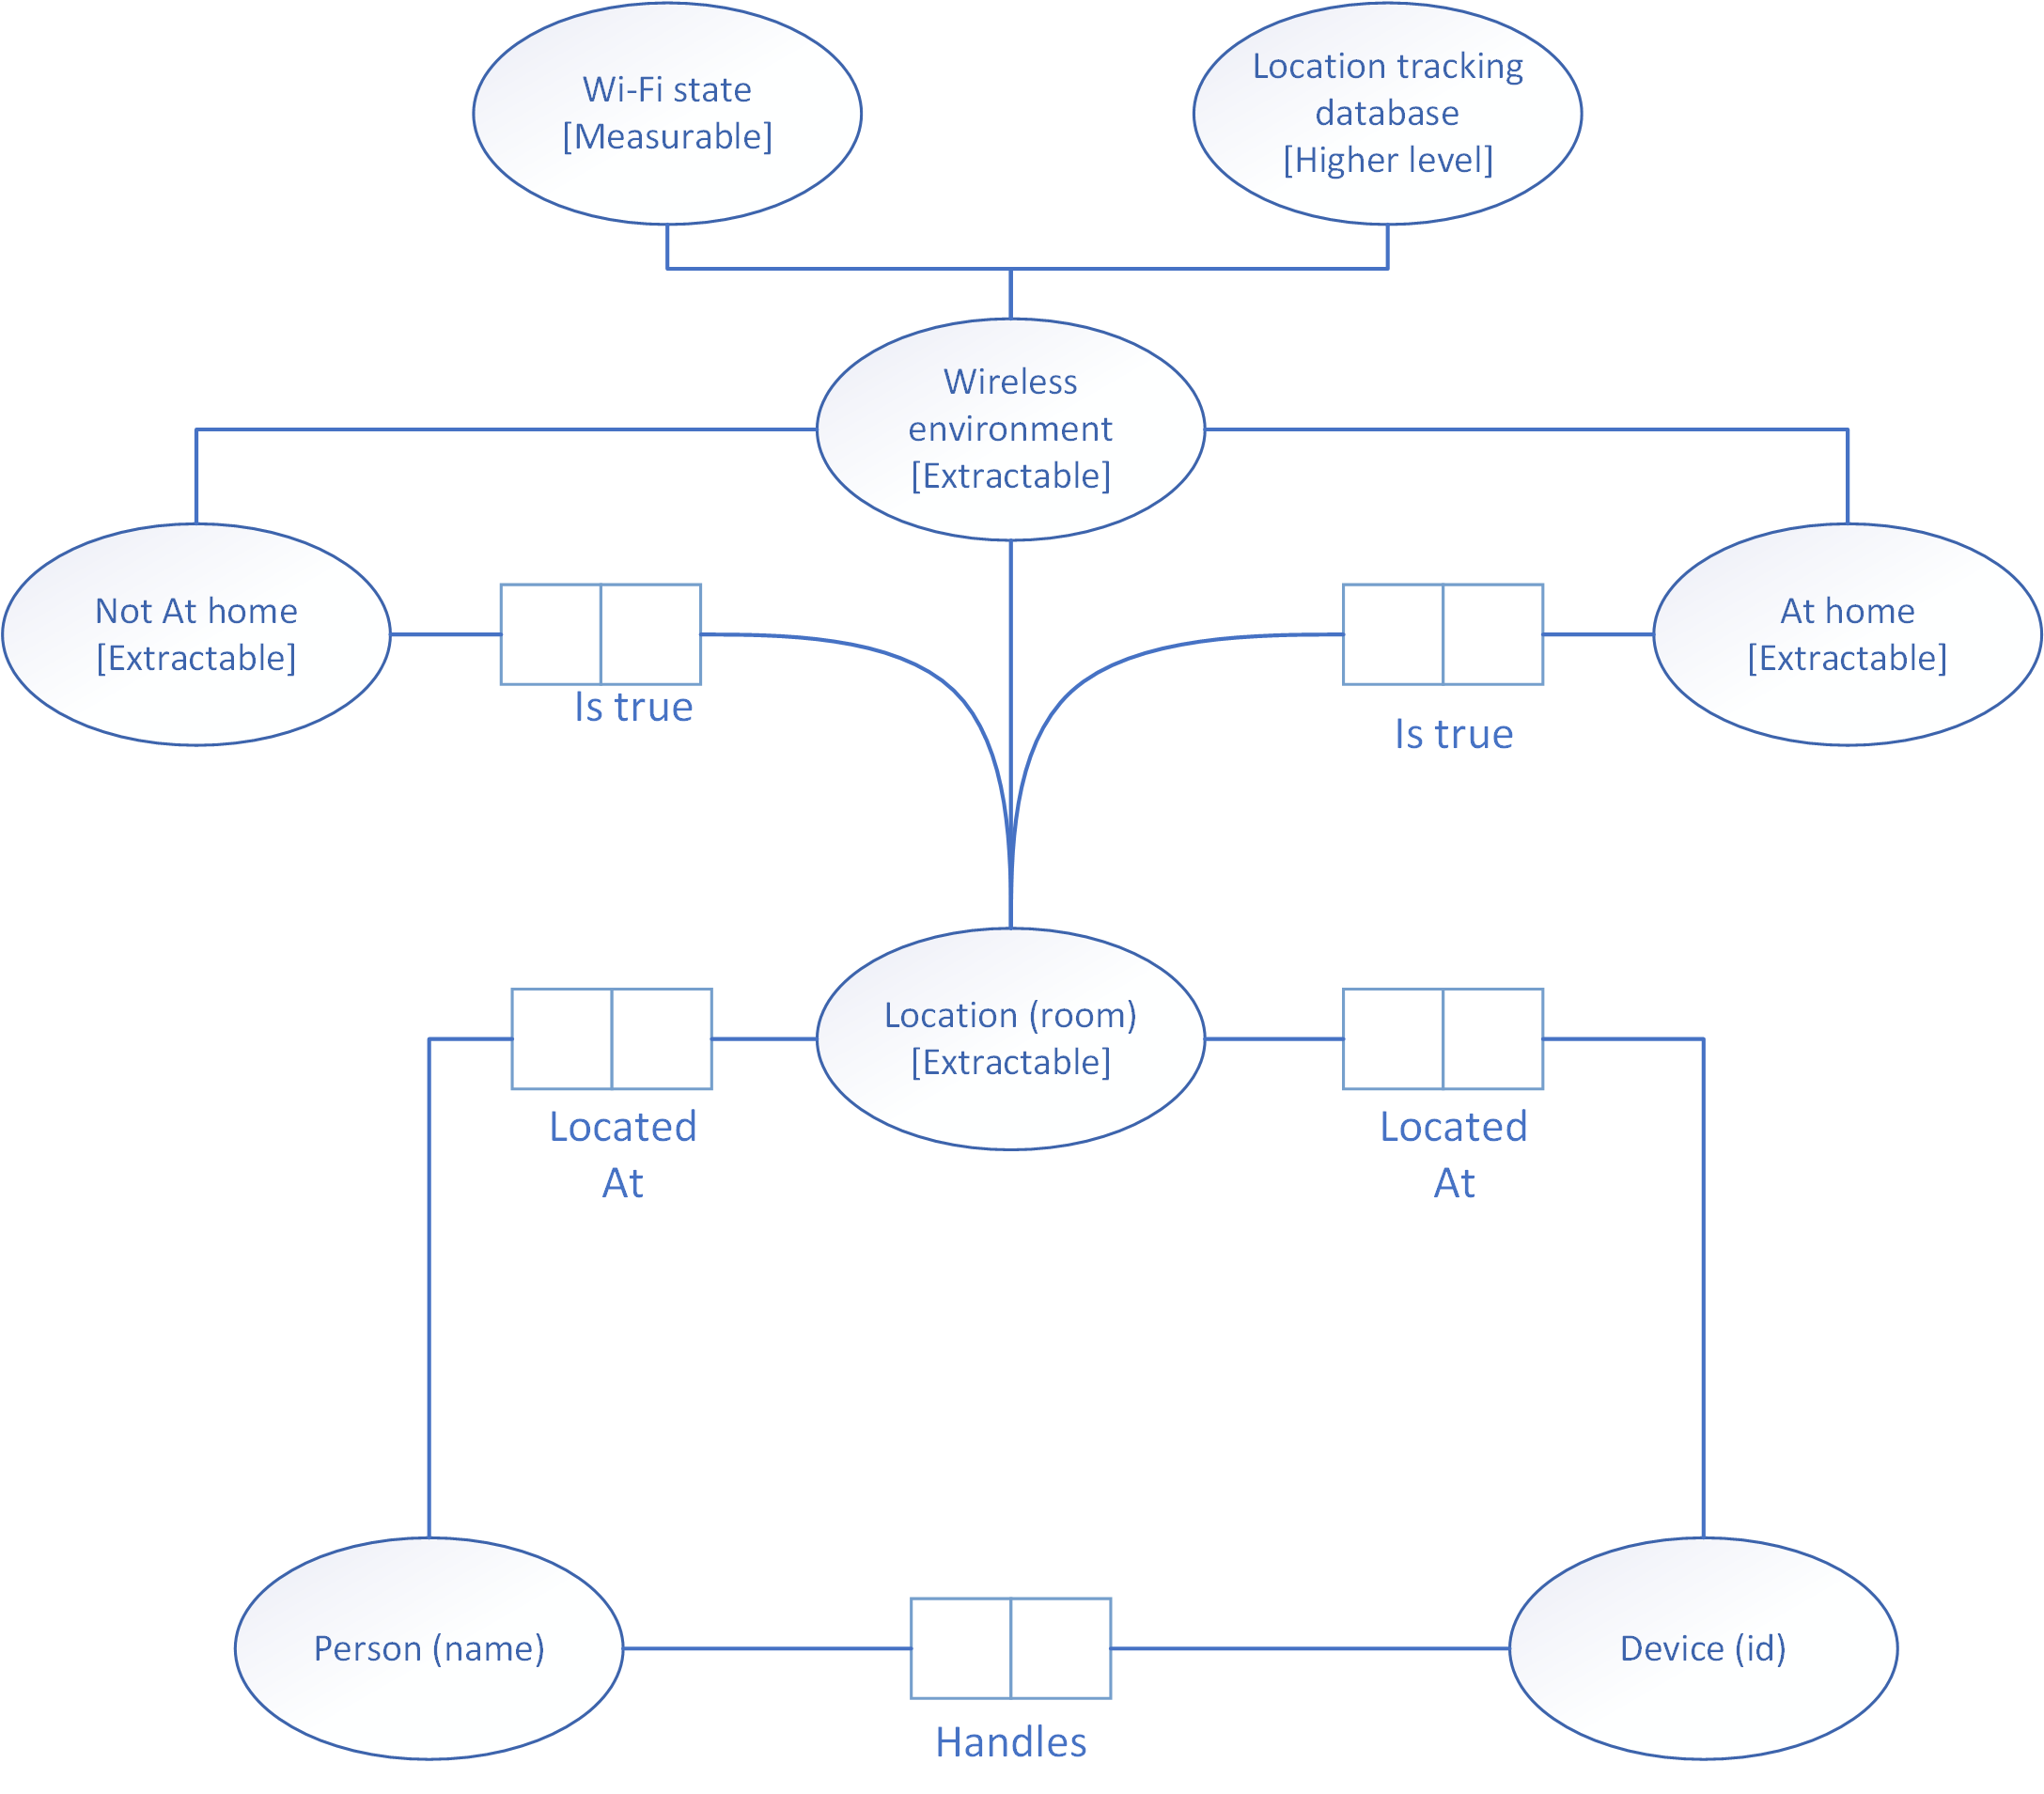 Wi-Fi state
[Measurable]
Location tracking
database
[Higher level]
Wireless
environment
[Extractable]
Not At home
[Extractable]
Is true
Is true
At home
[Extractable]
Location (room)
[Extractable]
Located
At
Located
At
Person (name)
Handles
Device (id)